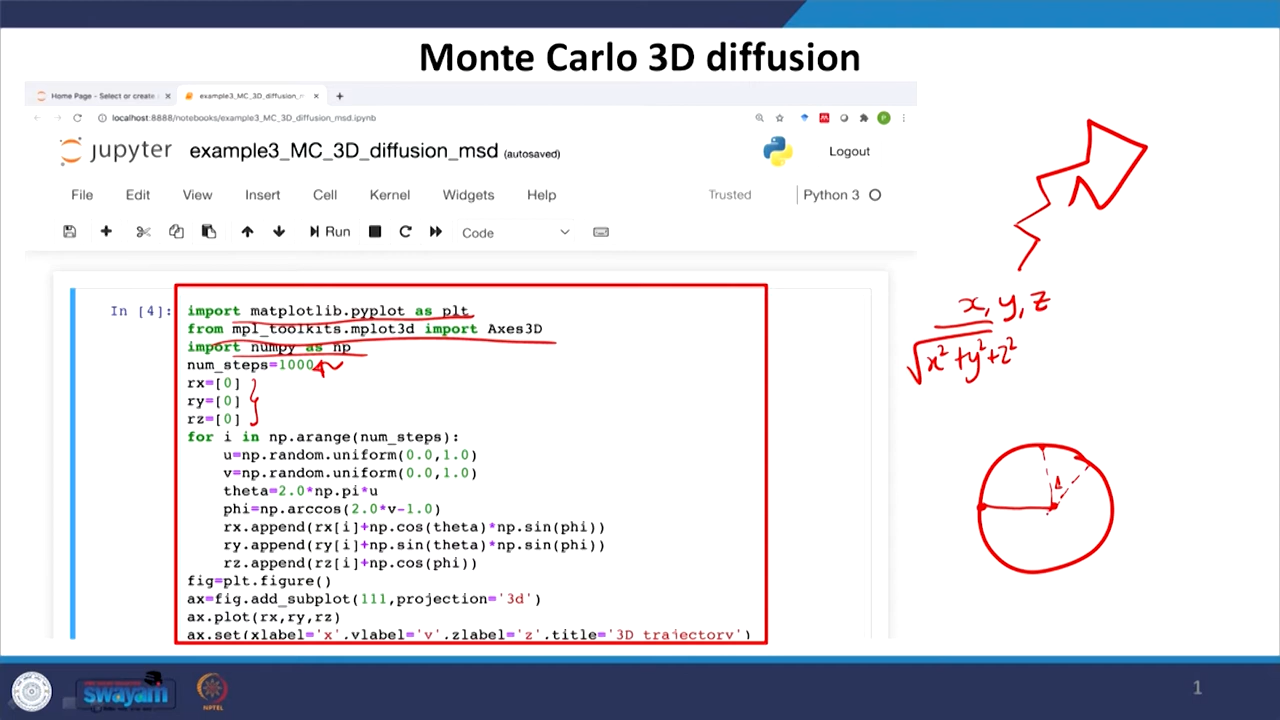 Monte Carlo 3D diffusion
Home Page - Select or create
example3_MC_3D_diffusion_m
localhost:8888/notebooks/example3_MC_3D_diffusion_msd.ipynb
jupyter example3_MC_3D_diffusion_msd (autosaved)
Logout
File Edit View Insert Cell Kernel Widgets Help
Trusted
Python 3
Run
Code
In [4]:
import matplotlib.pyplot as plt
from mpl_toolkits.mplot3d import Axes3D
import numpy as np
num_steps=1000
rx=[0]
ry=[0]
rz=[0]
for i in np.arange(num_steps):
    u=np.random.uniform(0.0,1.0)
    v=np.random.uniform(0.0,1.0)
    theta=2.0*np.pi*u
    phi=np.arccos(2.0*v-1.0)
    rx.append(rx[i]+np.cos(theta)*np.sin(phi))
    ry.append(ry[i]+np.sin(theta)*np.sin(phi))
    rz.append(rz[i]+np.cos(phi))
fig=plt.figure()
ax=fig.add_subplot(111,projection='3d')
ax.plot(rx,ry,rz)
ax.set(xlabel='x',ylabel='y',zlabel='z',title='3D trajectory')
x, y, z
√x²+y²+z²
swayam
NPTEL
1